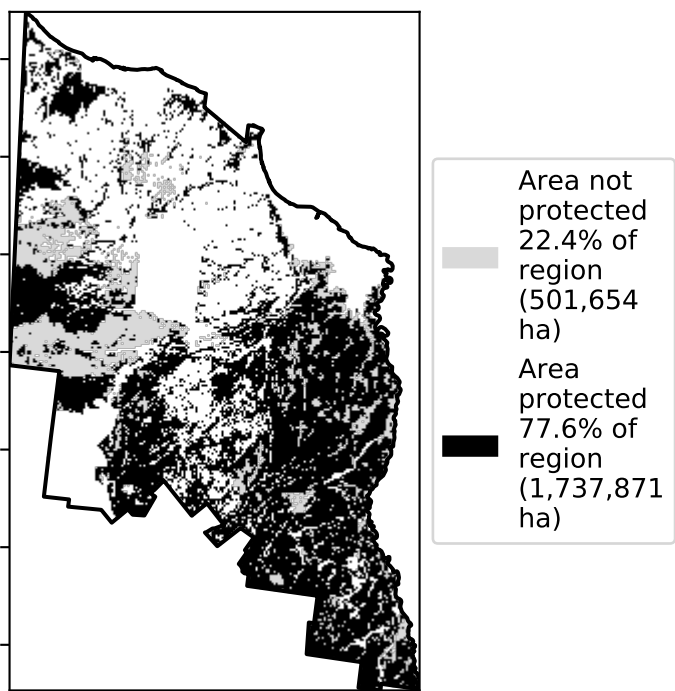 Area not
protected
22.4% of
region
(501,654
ha)
Area
protected
77.6% of
region
(1,737,871
ha)